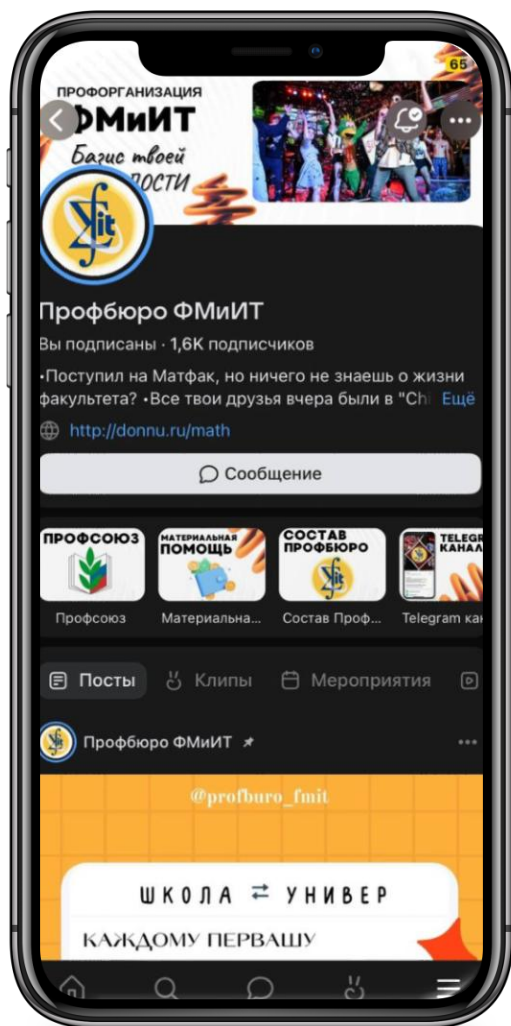 65
ПРОФОРГАНИЗАЦИЯ
ФМиИТ
Базис твоей
fit
Профбюро ФМиИТ
Вы подписаны · 1,6K подписчиков
•Поступил на Матфак, но ничего не знаешь о жизни
факультета? •Все твои друзья вчера были в "Chi Ещё
http://donnu.ru/math
Сообщение
ПРОФСОЮЗ
МАТЕРИАЛЬНАЯ
ПОМОЩЬ
СОСТАВ
ПРОФБЮРО
TELEGR
КАНАЛ
Профсоюз
Материальна...
Состав Проф...
Telegram кан
Посты
Клипы
Мероприятия
Профбюро ФМиИТ
@profburo_fmit
ШКОЛА ⇄ УНИВЕР
КАЖДОМУ ПЕРВАШУ